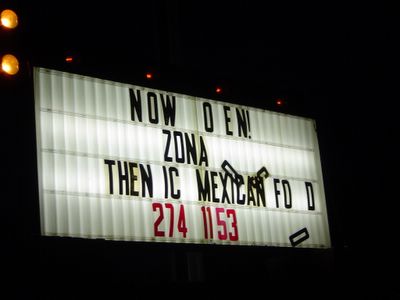 NOW O EN!
ZONA
THEN IC MEXICAN FO D
274 1153